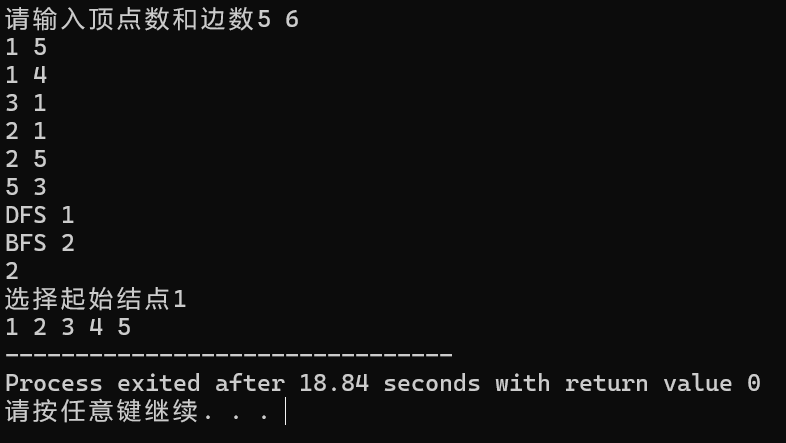 请输入顶点数和边数5 6
1 5
1 4
3 1
2 1
2 5
5 3
DFS 1
BFS 2
2
选择起始结点1
1 2 3 4 5
--------------------------------
Process exited after 18.84 seconds with return value 0
请按任意键继续. . .